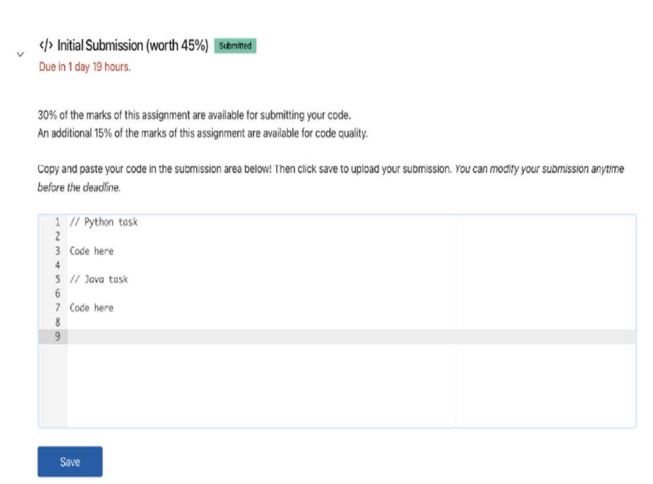 </> Initial Submission (worth 45%) Submitted
Due in 1 day 19 hours.
30% of the marks of this assignment are available for submitting your code.
An additional 15% of the marks of this assignment are available for code quality.
Copy and paste your code in the submission area below! Then click save to upload your submission. You can modify your submission anytime
before the deadline.
1 // Python task
2
3 Code here
4
5 // Java task
6
7 Code here
8
9
Save